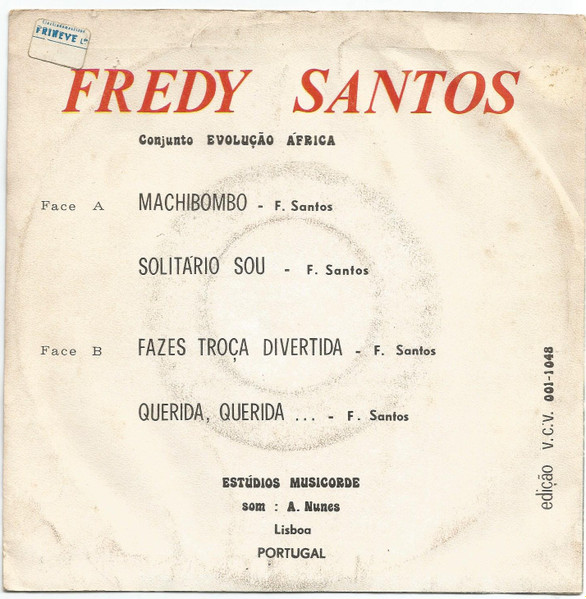 FRINEVE L
FREDY SANTOS
Conjunto EVOLUÇÃO ÁFRICA
Face A MACHIBOMBO - F. Santos
SOLITÁRIO SOU - F. Santos
Face B FAZES TROÇA DIVERTIDA - F. Santos
QUERIDA, QUERIDA ... - F. Santos
ESTÚDIOS MUSICORDE
som : A. Nunes
Lisboa
PORTUGAL
edição V.C.V. 001-1048